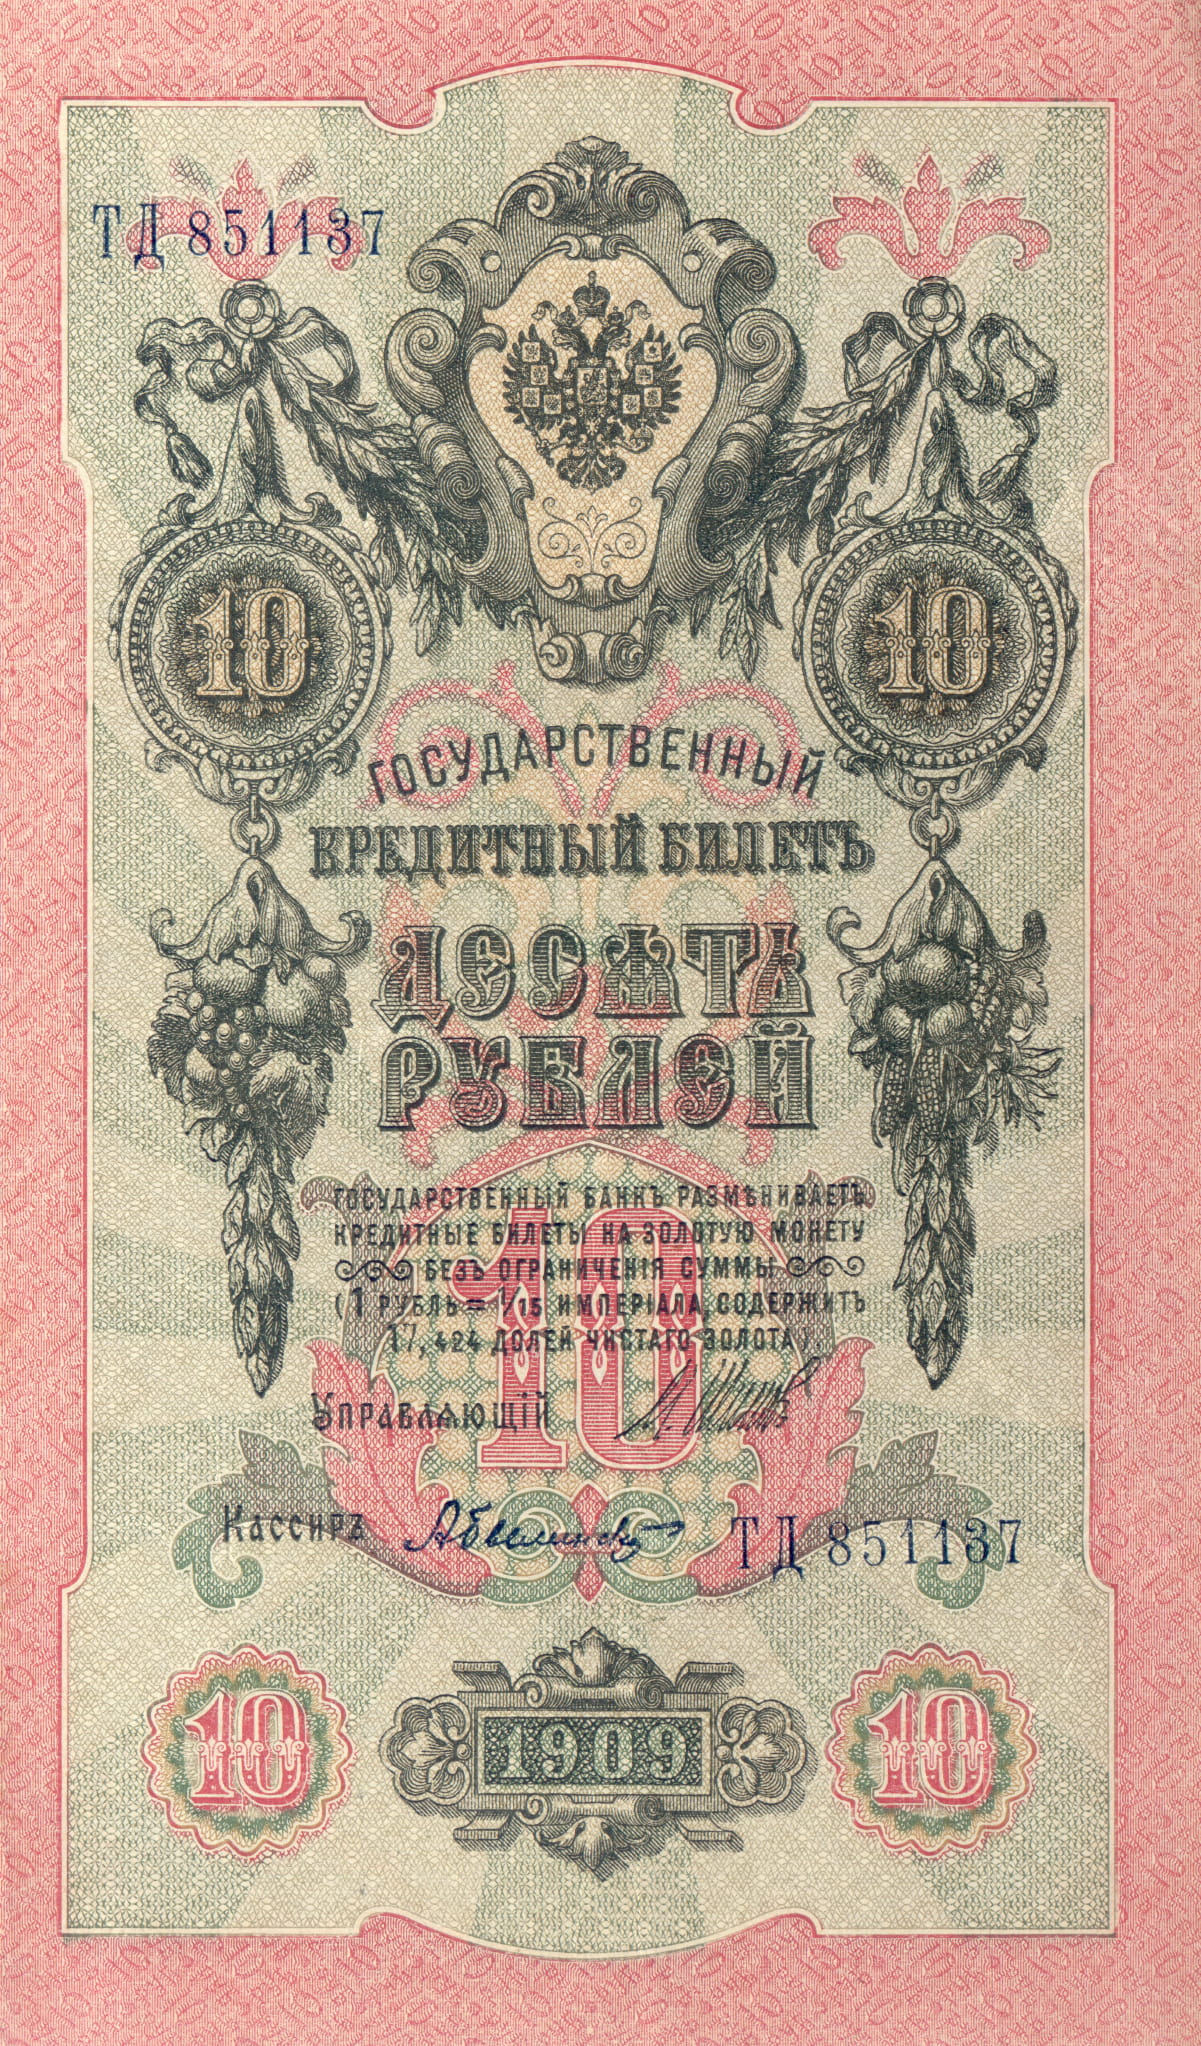 ТД 851137
10 10
ГОСУДАРСТВЕННЫЙ
КРЕДИТНЫЙ БИЛЕТЪ
ДЕСЯТЬ
РУБЛЕЙ
ГОСУДАРСТВЕННЫЙ БАНКЪ РАЗМѢНИВАЕТЪ
КРЕДИТНЫЕ БИЛЕТЫ НА ЗОЛОТУЮ МОНЕТУ
БЕЗЪ ОГРАНИЧЕНІЯ СУММЫ
(1 РУБЛЬ = 1/15 ИМПЕРІАЛА, СОДЕРЖИТЪ
17,424 ДОЛЕЙ ЧИСТАГО ЗОЛОТА).
10
Управляющій
Кассиръ
ТД 851137
10 1909 10